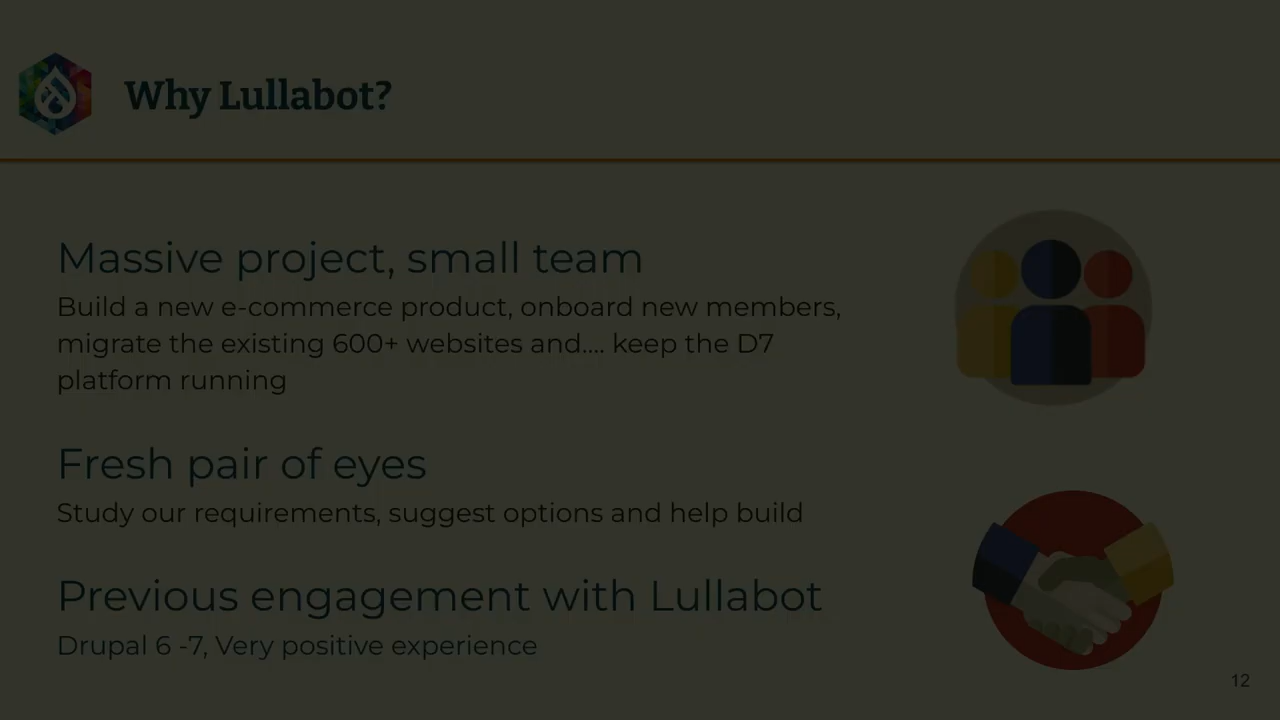 Why Lullabot?
Massive project, small team
Build a new e-commerce product, onboard new members,
migrate the existing 600+ websites and.... keep the D7
platform running
Fresh pair of eyes
Study our requirements, suggest options and help build
Previous engagement with Lullabot
Drupal 6 -7, Very positive experience
12